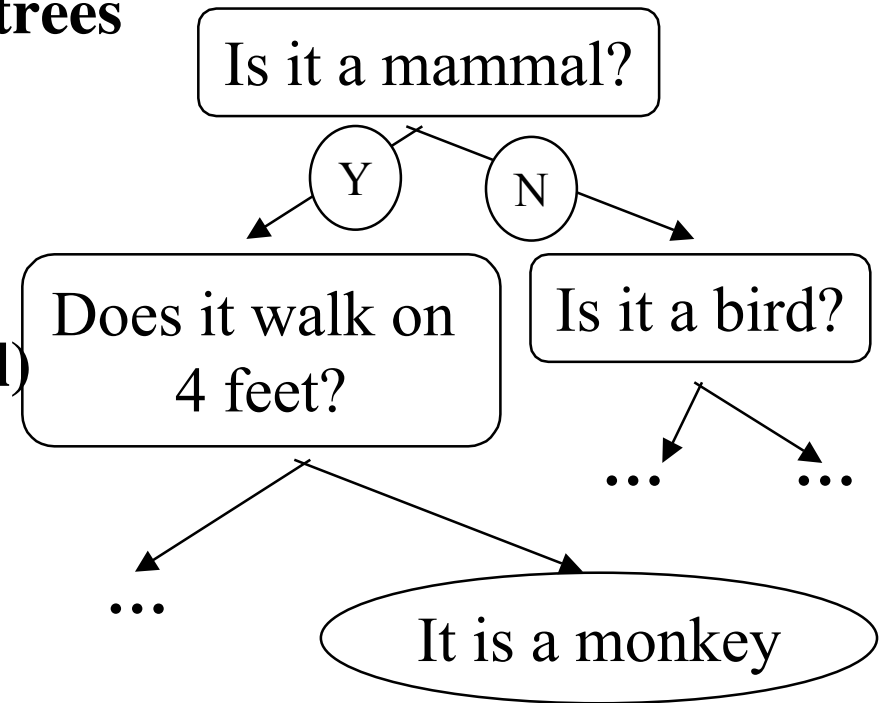 trees
Is it a mammal?
Y
N
Does it walk on
4 feet?
Is it a bird?
...
...
...
It is a monkey